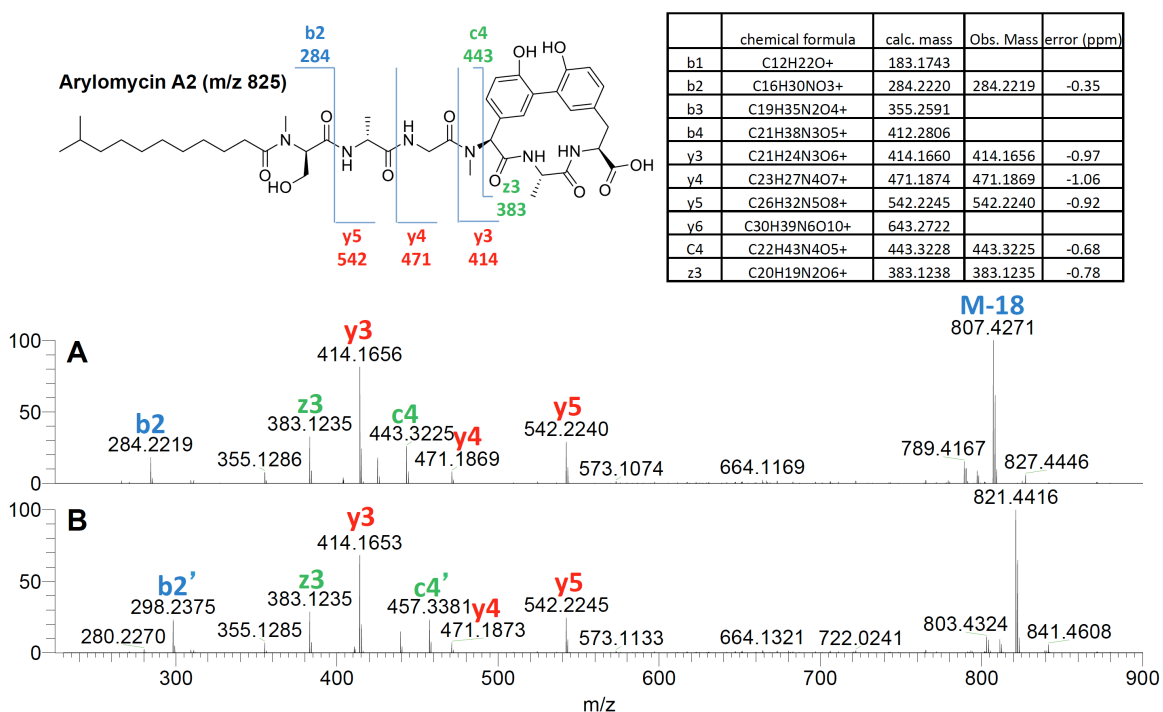 b2
284
c4
443
Arylomycin A2 (m/z 825)
OH
HO
O
N
O
H
N
O
O
NH
O
N
NH
HN
OH
HO
O
O
O
O
z3
383
y5
542
y4
471
y3
414
chemical formula calc. mass Obs. Mass error (ppm)
b1 C12H22O+ 183.1743
b2 C16H30NO3+ 284.2220 284.2219 -0.35
b3 C19H35N2O4+ 355.2591
b4 C21H38N3O5+ 412.2806
y3 C21H24N3O6+ 414.1660 414.1656 -0.97
y4 C23H27N4O7+ 471.1874 471.1869 -1.06
y5 C26H32N5O8+ 542.2245 542.2240 -0.92
y6 C30H39N6O10+ 643.2722
C4 C22H43N4O5+ 443.3228 443.3225 -0.68
z3 C20H19N2O6+ 383.1238 383.1235 -0.78
M-18
807.4271
100
A
y3
414.1656
50
z3
383.1235
c4
443.3225
y5
542.2240
b2
284.2219
y4
471.1869
355.1286
573.1074
664.1169
789.4167
827.4446
0
821.4416
100
B
y3
414.1653
50
b2’
298.2375
z3
383.1235
c4’
457.3381
y4
471.1873
y5
542.2245
280.2270
355.1285
573.1133
664.1321
722.0241
803.4324
841.4608
0
300 400 500 600 700 800 900
m/z